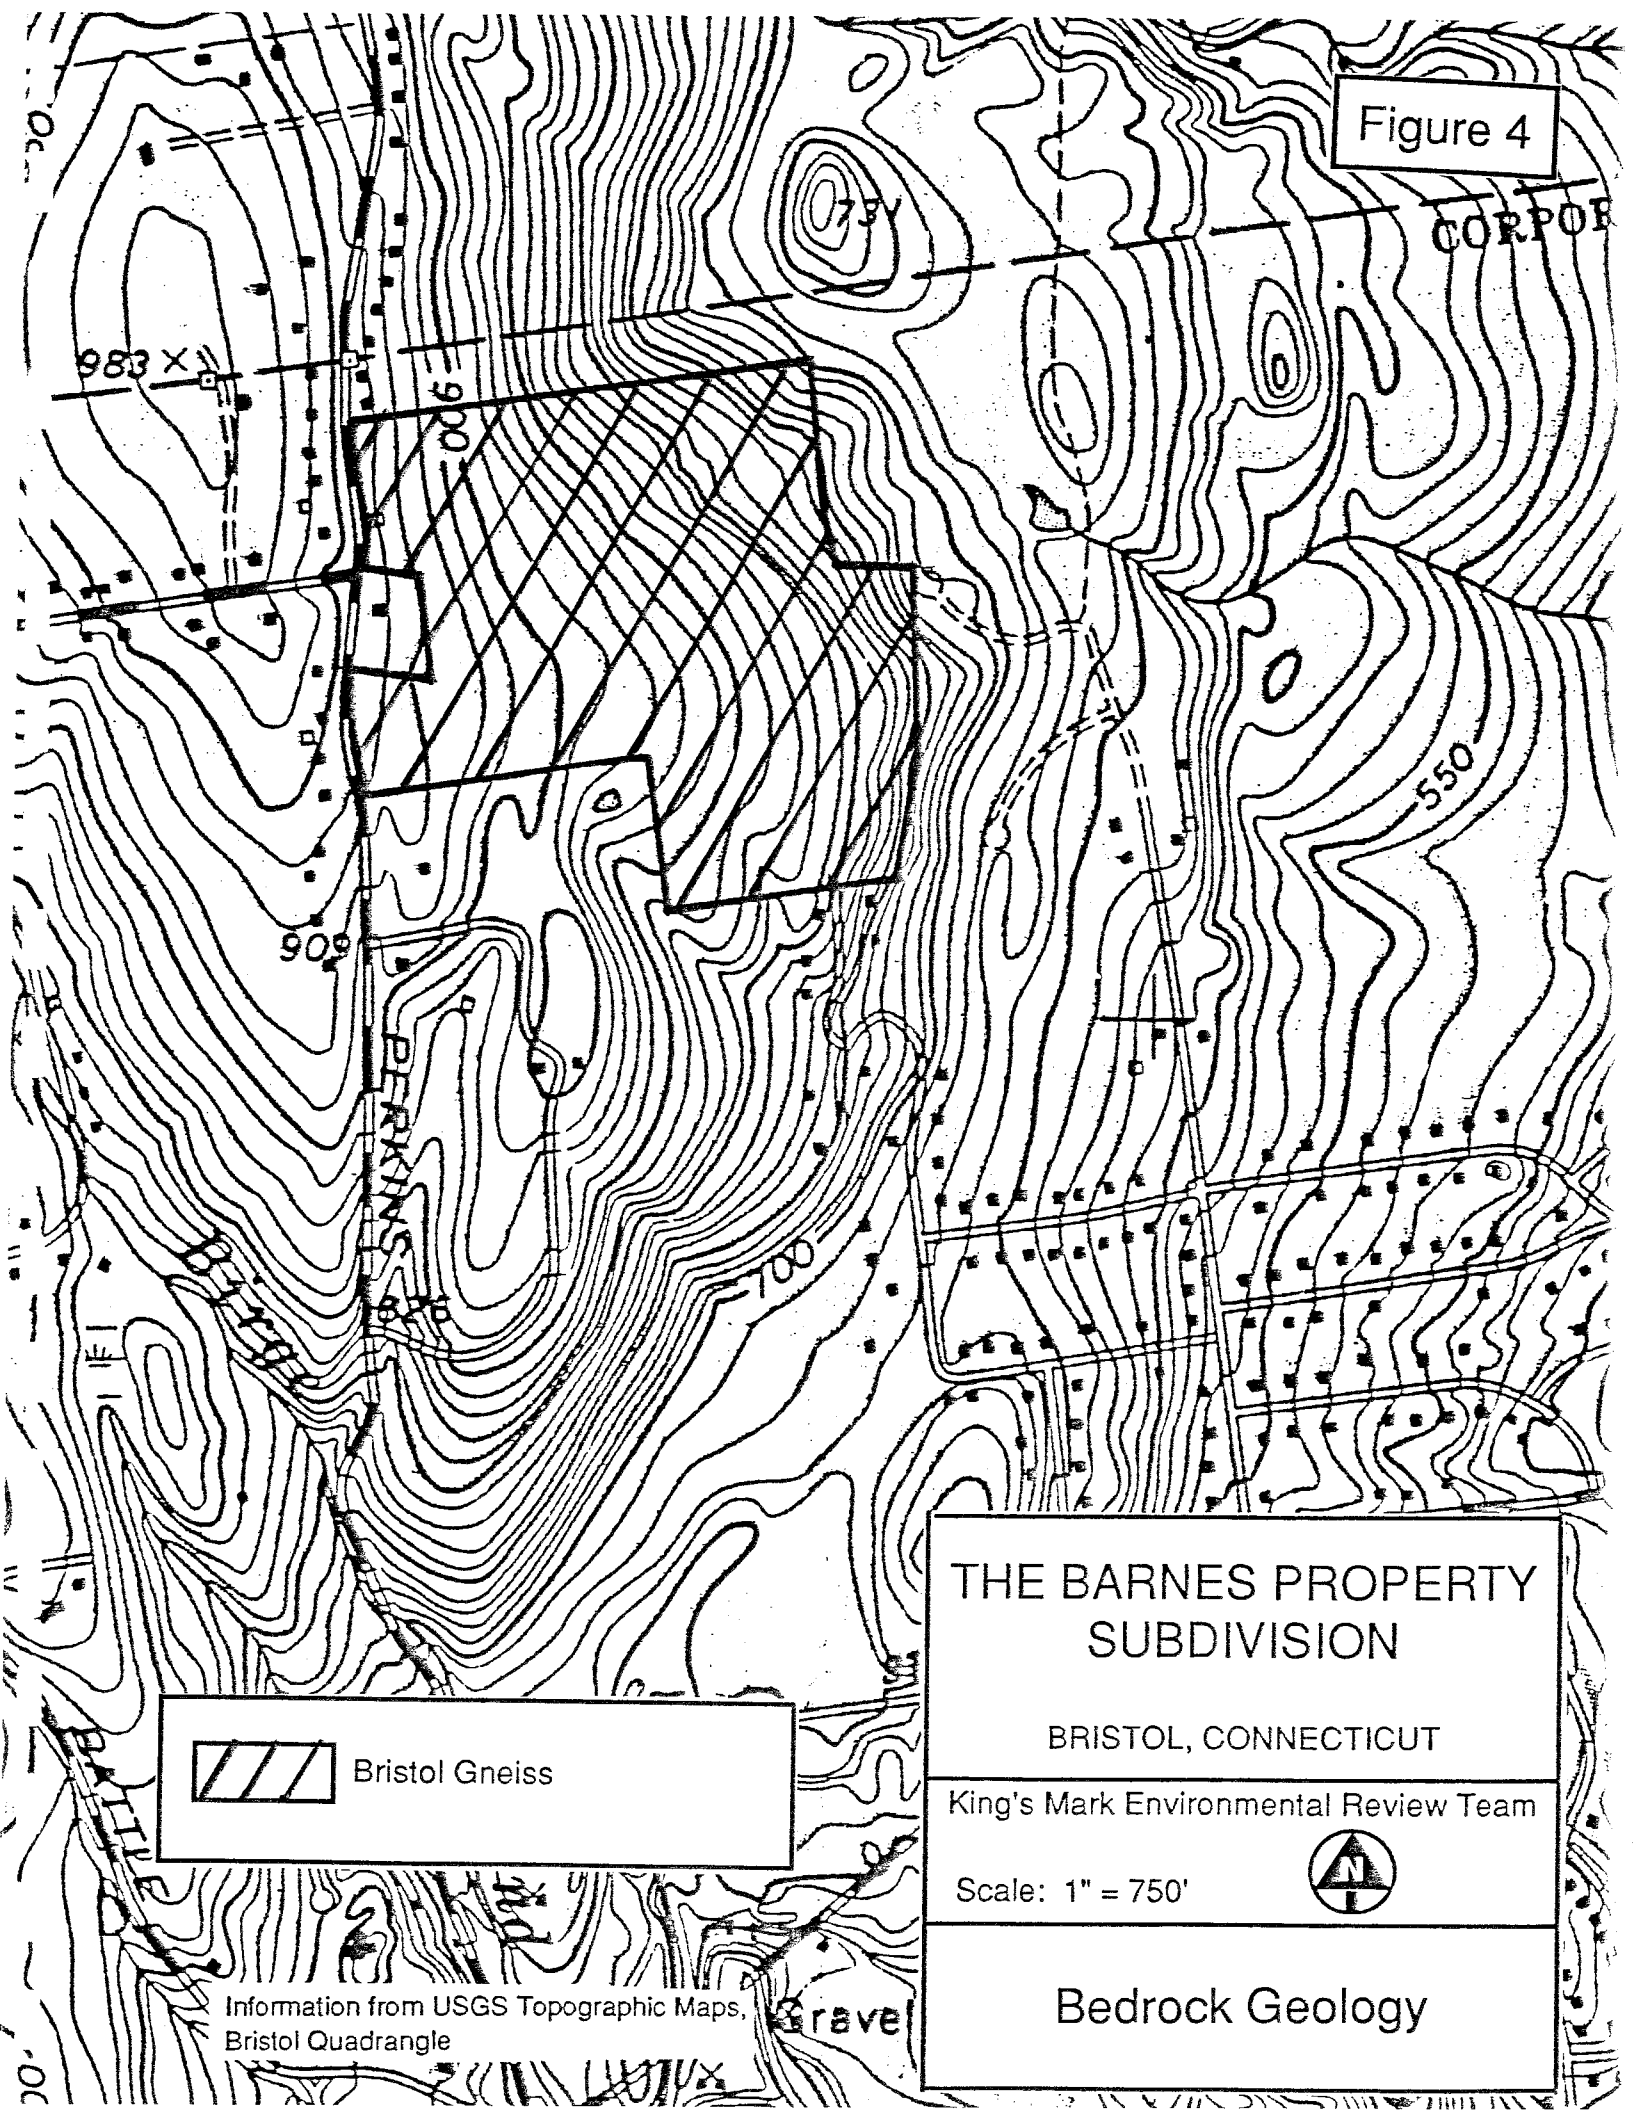 Figure 4
CORPOR
983
900
550
909
PERKINS
700
THE BARNES PROPERTY
SUBDIVISION
BRISTOL, CONNECTICUT
Bristol Gneiss
King's Mark Environmental Review Team
N
Scale: 1" = 750'
BATTLE
Information from USGS Topographic Maps,
Bristol Quadrangle
Gravel
Bedrock Geology